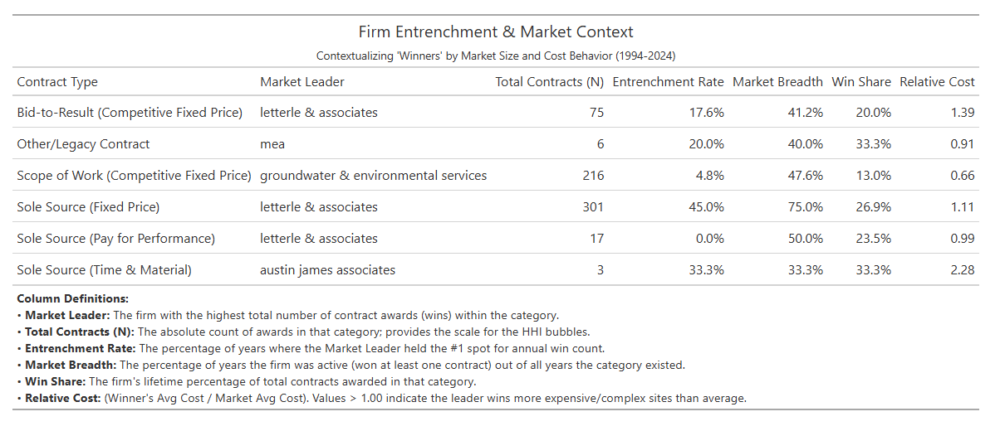 Firm Entrenchment & Market Context
Contextualizing 'Winners' by Market Size and Cost Behavior (1994-2024)
Contract Type Market Leader Total Contracts (N) Entrenchment Rate Market Breadth Win Share Relative Cost
Bid-to-Result (Competitive Fixed Price) letterle & associates 75 17.6% 41.2% 20.0% 1.39
Other/Legacy Contract mea 6 20.0% 40.0% 33.3% 0.91
Scope of Work (Competitive Fixed Price) groundwater & environmental services 216 4.8% 47.6% 13.0% 0.66
Sole Source (Fixed Price) letterle & associates 301 45.0% 75.0% 26.9% 1.11
Sole Source (Pay for Performance) letterle & associates 17 0.0% 50.0% 23.5% 0.99
Sole Source (Time & Material) austin james associates 3 33.3% 33.3% 33.3% 2.28
Column Definitions:
• Market Leader: The firm with the highest total number of contract awards (wins) within the category.
• Total Contracts (N): The absolute count of awards in that category; provides the scale for the HHI bubbles.
• Entrenchment Rate: The percentage of years where the Market Leader held the #1 spot for annual win count.
• Market Breadth: The percentage of years the firm was active (won at least one contract) out of all years the category existed.
• Win Share: The firm's lifetime percentage of total contracts awarded in that category.
• Relative Cost: (Winner's Avg Cost / Market Avg Cost). Values > 1.00 indicate the leader wins more expensive/complex sites than average.